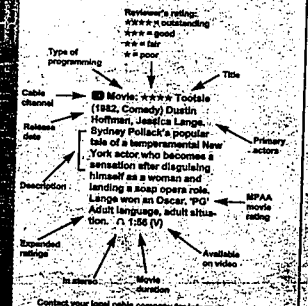 Reviewer's rating:
★★★★ = outstanding
★★★ = good
★★ = fair
★ = poor
Type of
programming
Title
Cable
channel
Movie: ★★★★ Tootsie
(1982, Comedy) Dustin
Hoffman, Jessica Lange.
Release
date
Primary
actors
Sydney Pollack's popular
tale of a temperamental New
York actor who becomes a
sensation after disguising
himself as a woman and
landing a soap opera role.
Description
Lange won an Oscar. 'PG'
MPAA
movie
rating
Adult language, adult situa-
tion. 1:56 (V)
Expanded
ratings
Available
on video
In stereo
Movie
duration
Contact your local cable